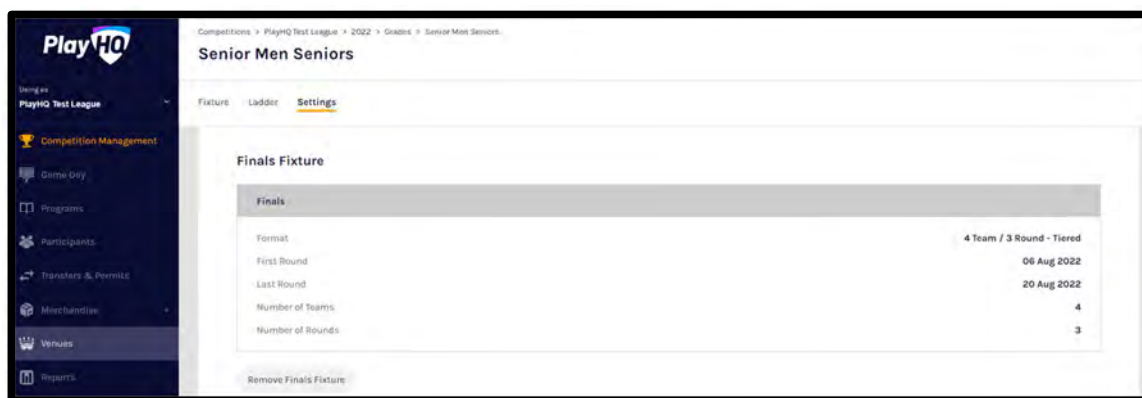 PlayHQ
Using as
PlayHQ Test League
Competition Management
Game Day
Programs
Participants
Transfers & Permits
Merchandise
Venues
Reports
Competitions > PlayHQ Test League > 2022 > Grades > Senior Men Seniors
Senior Men Seniors
Fixture Ladder Settings
Finals Fixture
Finals
Format 4 Team / 3 Round - Tiered
First Round 06 Aug 2022
Last Round 20 Aug 2022
Number of Teams 4
Number of Rounds 3
Remove Finals Fixture